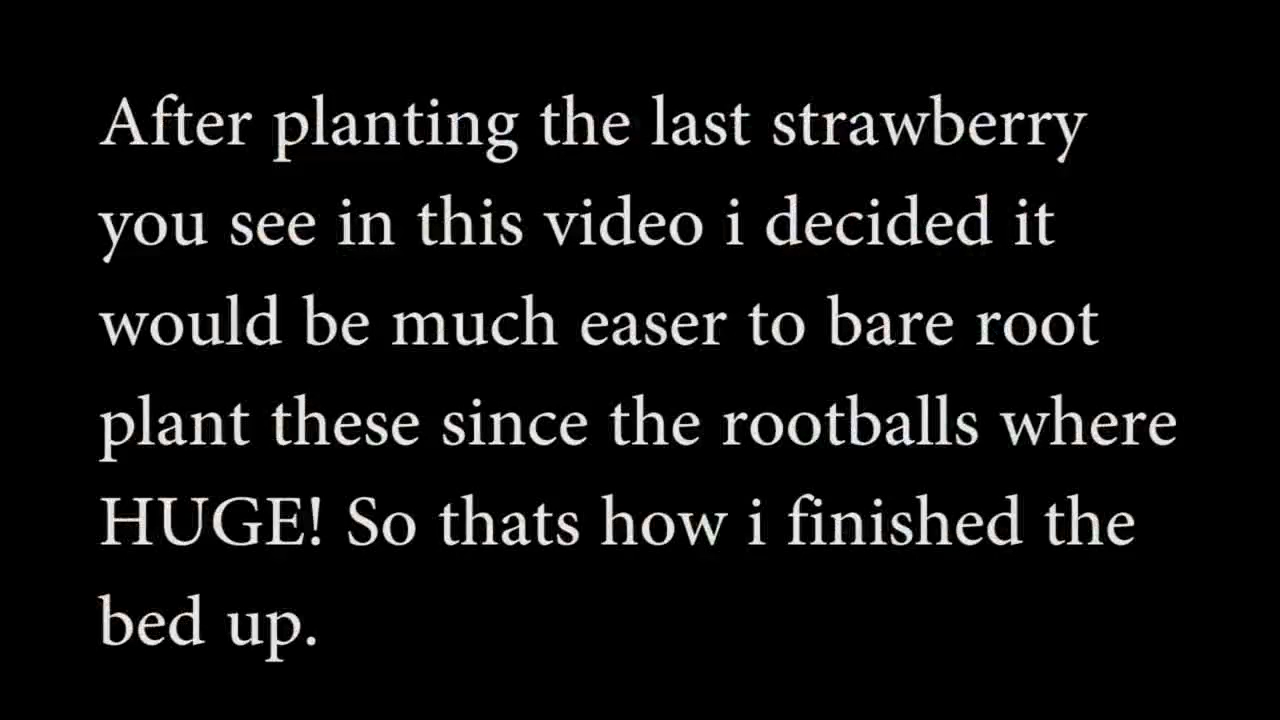 After planting the last strawberry
you see in this video i decided it
would be much easer to bare root
plant these since the rootballs where
HUGE! So thats how i finished the
bed up.